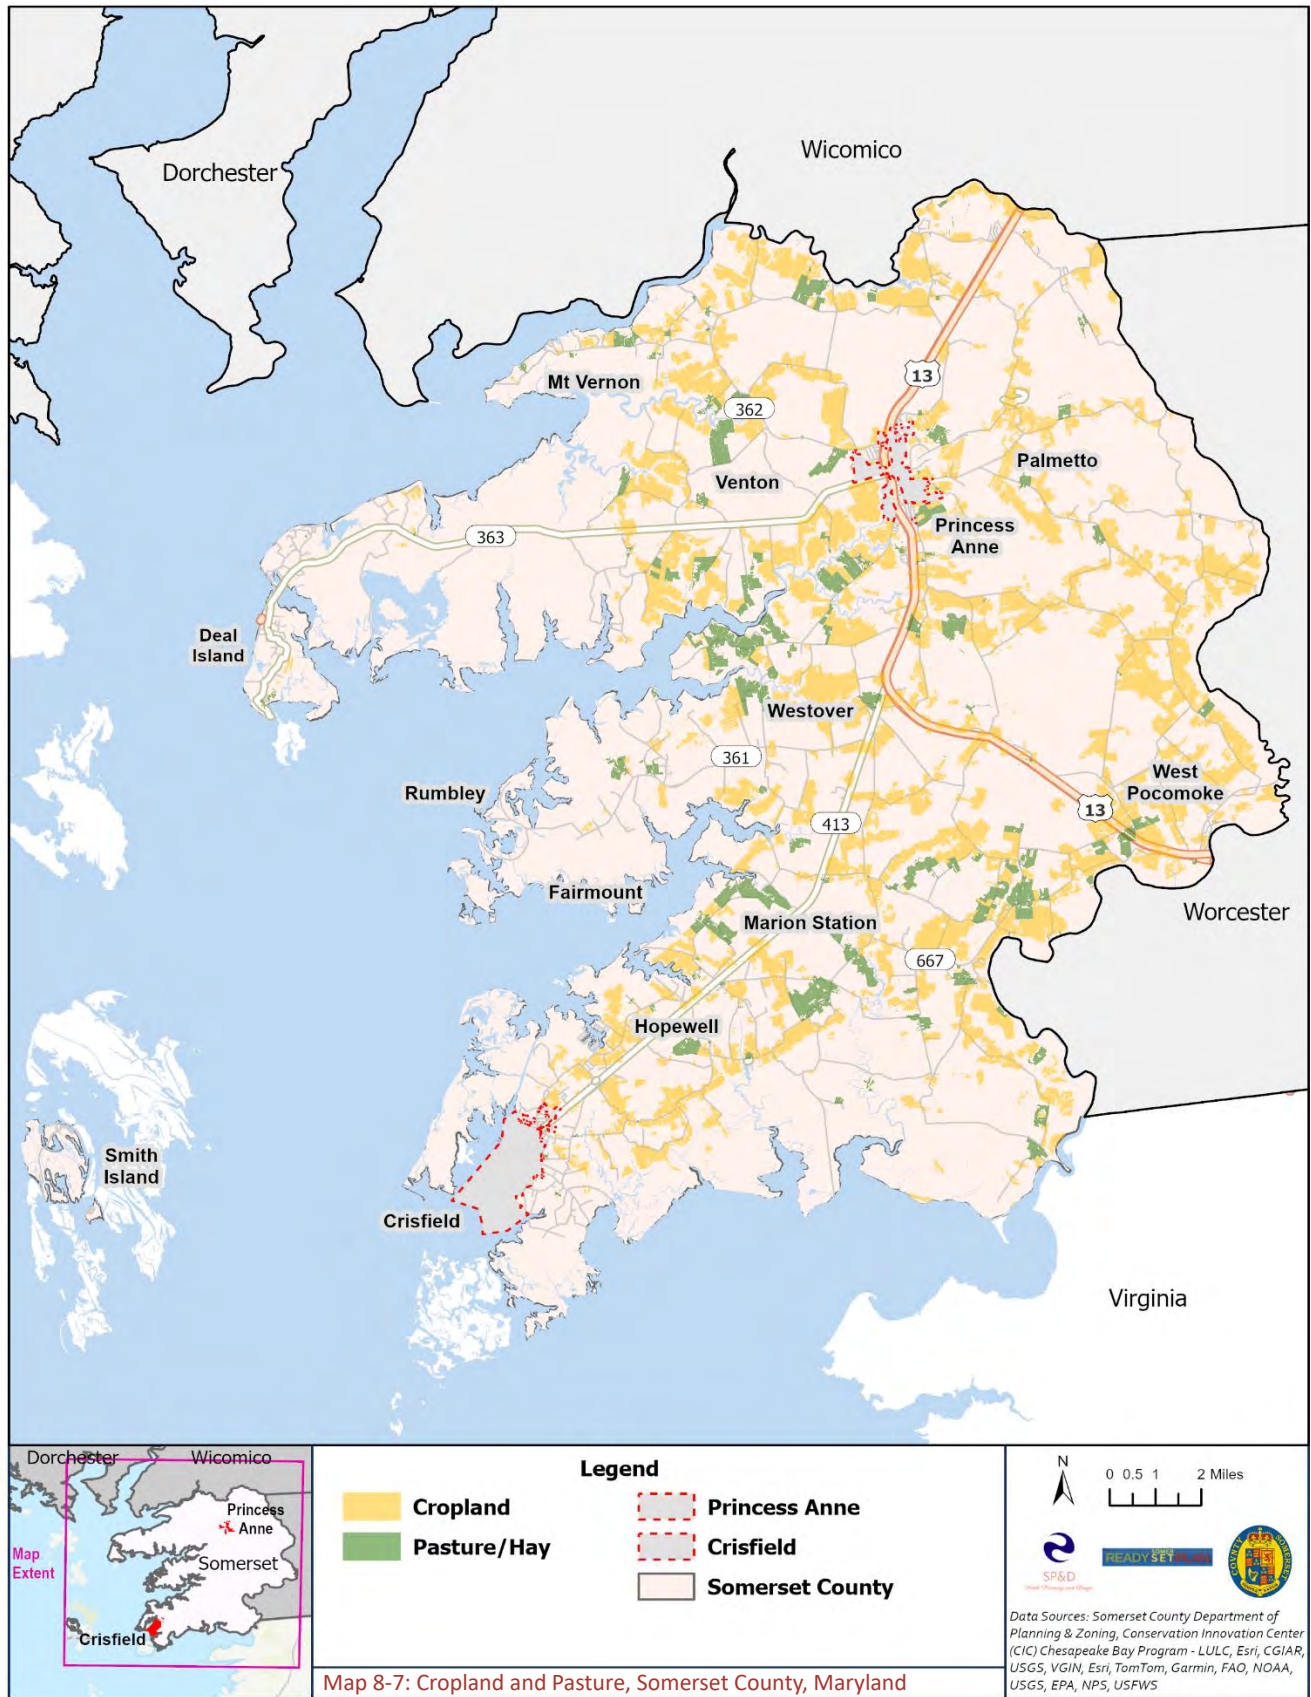 Wicomico
Dorchester
13
Mt Vernon
362
Palmetto
Venton
Princess
Anne
363
Deal
Island
Westover
361
West
Pocomoke
Rumbley
13
413
Fairmount
Worcester
Marion Station
667
Hopewell
Smith
Island
Crisfield
Virginia
Dorchester
Wicomico
Princess
Anne
Map
Extent
Somerset
Crisfield
Legend
Cropland
Pasture/Hay
Princess Anne
Crisfield
Somerset County
N
0 0.5 1 2 Miles
SP&D
READY SOMERSET PLAN
Data Sources: Somerset County Department of
Planning & Zoning, Conservation Innovation Center
(CIC) Chesapeake Bay Program - LULC, Esri, CGIAR,
USGS, VGIN, Esri, TomTom, Garmin, FAO, NOAA,
USGS, EPA, NPS, USFWS
Map 8-7: Cropland and Pasture, Somerset County, Maryland